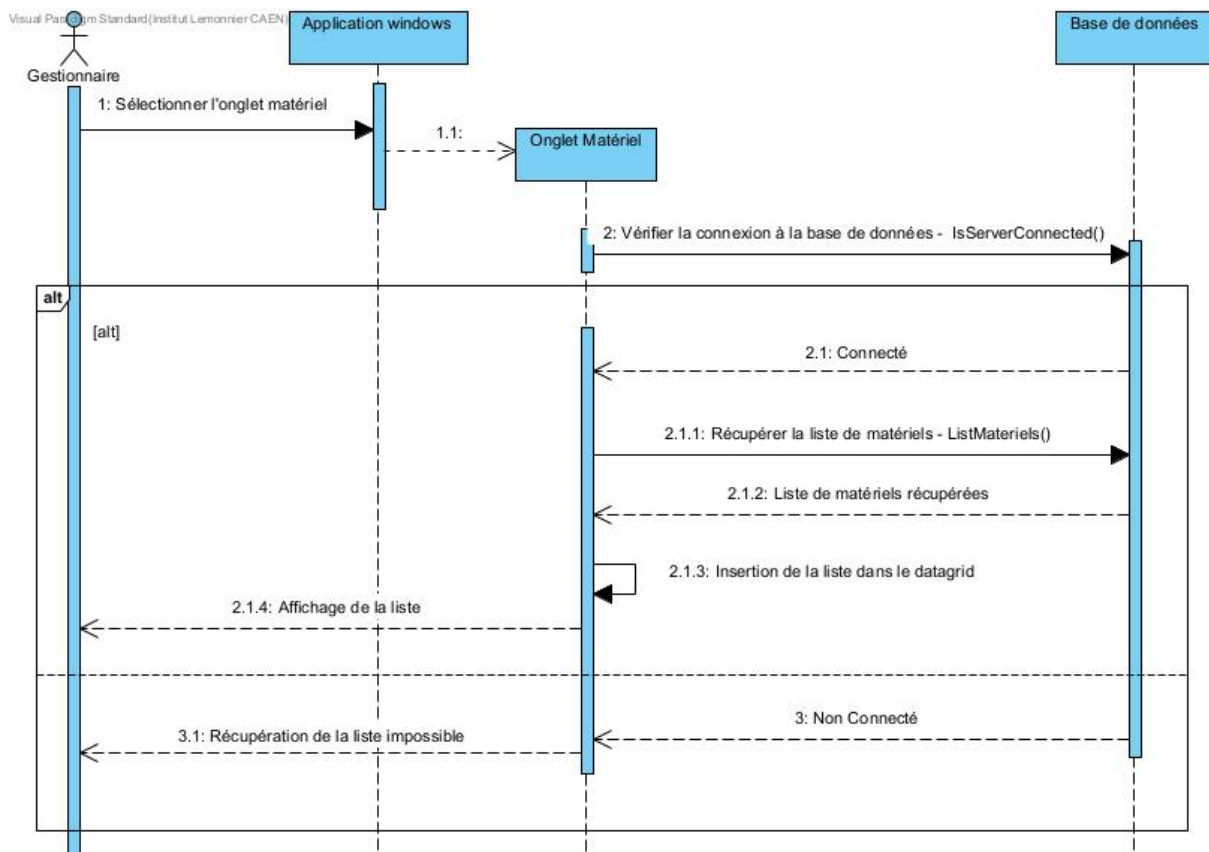 Visual Paradigm Standard(Institut Lemonnier CAEN)
Application windows
Base de données
Gestionnaire
1: Sélectionner l'onglet matériel
1.1:
Onglet Matériel
2: Vérifier la connexion à la base de données - IsServerConnected()
alt
[alt]
2.1: Connecté
2.1.1: Récupérer la liste de matériels - ListMateriels()
2.1.2: Liste de matériels récupérées
2.1.3: Insertion de la liste dans le datagrid
2.1.4: Affichage de la liste
3: Non Connecté
3.1: Récupération de la liste impossible